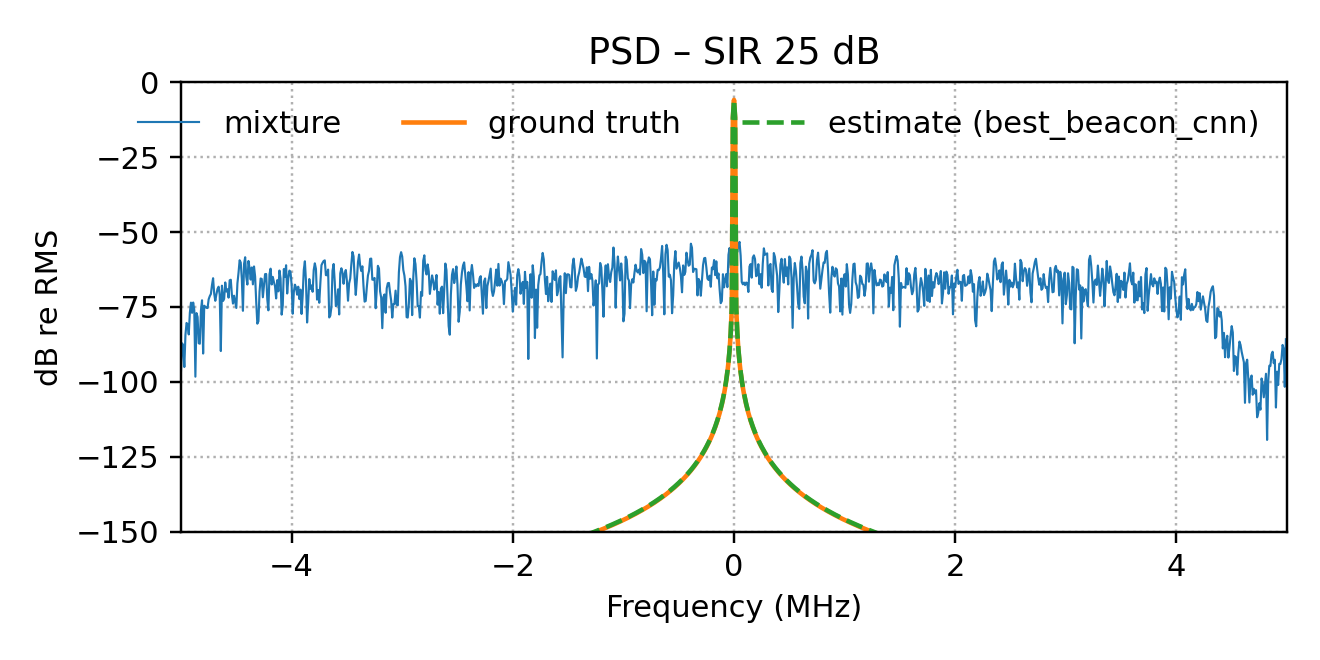 PSD – SIR 25 dB
0
mixture ground truth estimate (best_beacon_cnn)
−25
−50
dB re RMS
−75
−100
−125
−150
−4 −2 0 2 4
Frequency (MHz)